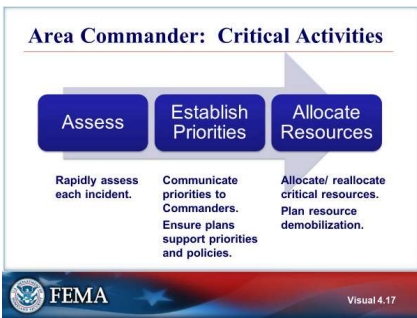 Area Commander: Critical Activities
Assess
Establish
Priorities
Allocate
Resources
Rapidly assess
each incident.
Communicate
priorities to
Commanders.
Ensure plans
support priorities
and policies.
Allocate/ reallocate
critical resources.
Plan resource
demobilization.
FEMA
Visual 4.17